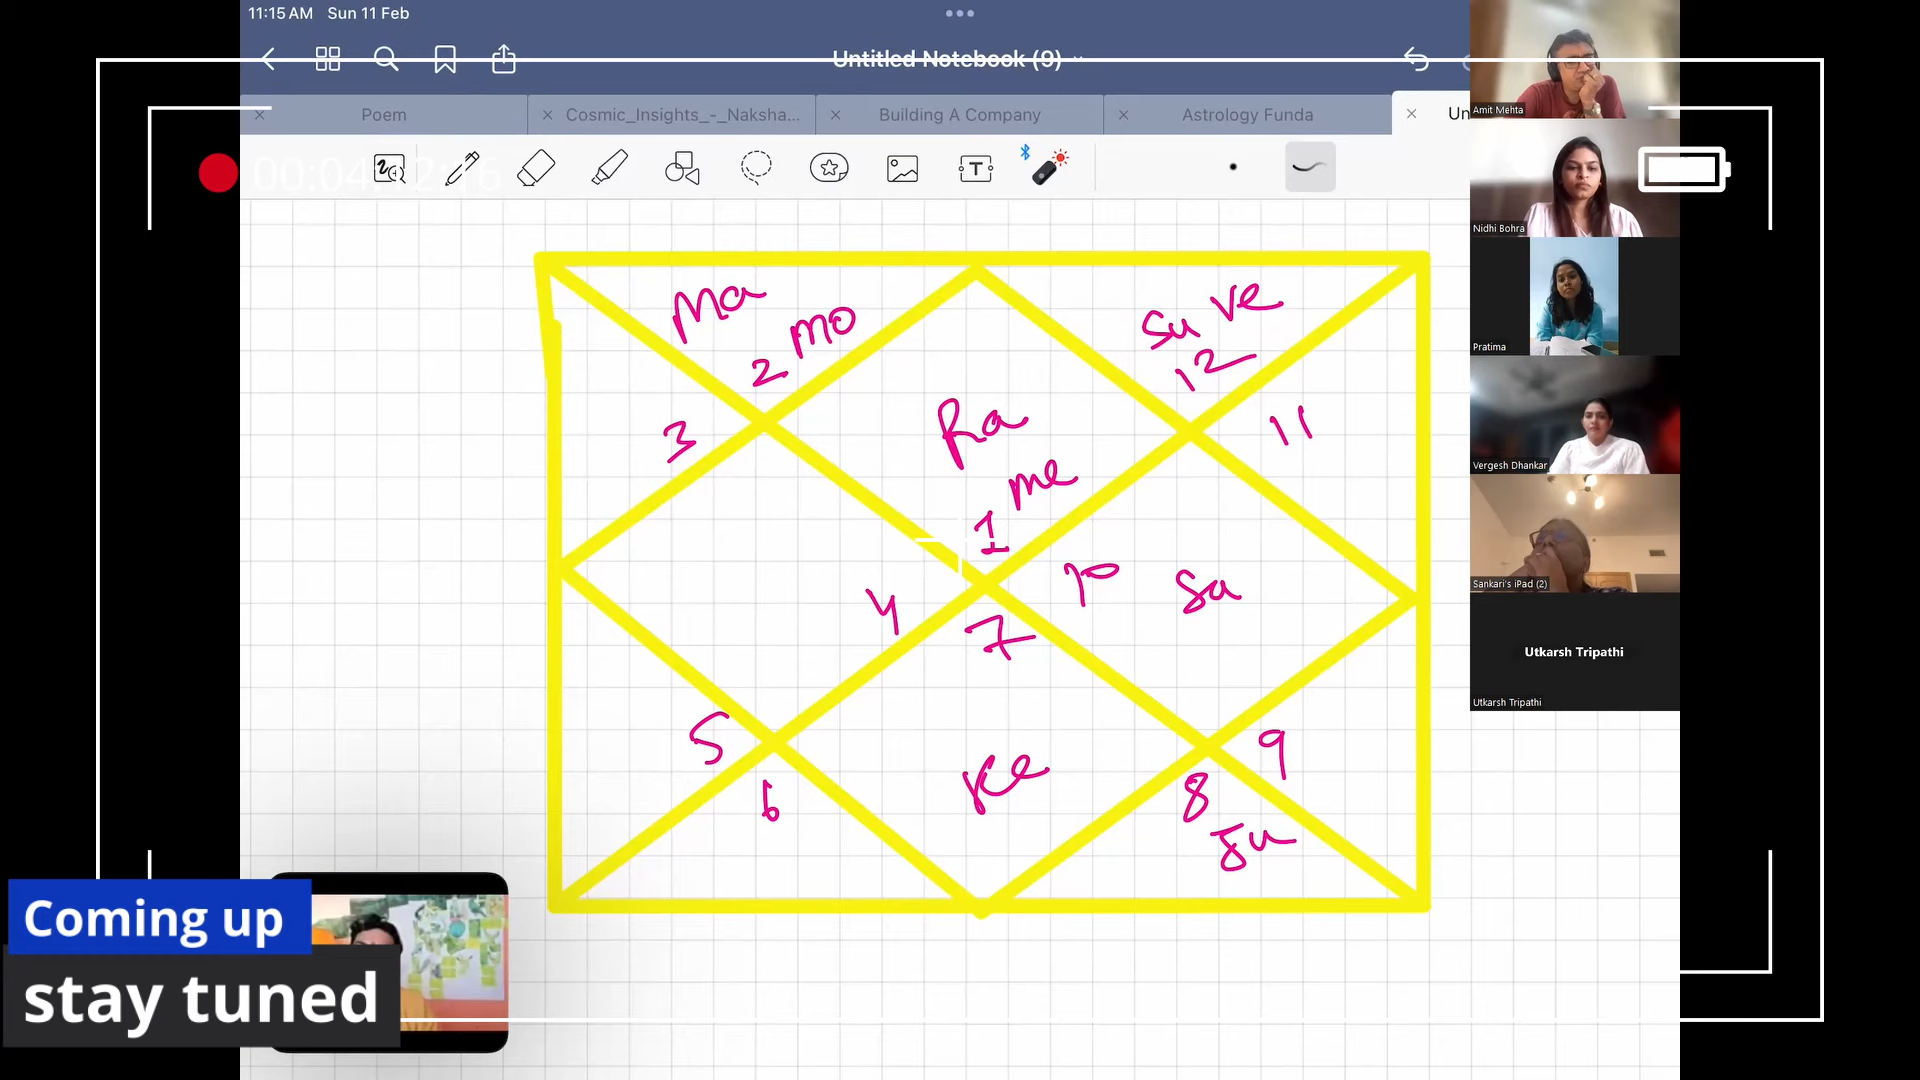 11:15 AM Sun 11 Feb
Untitled Notebook (9)
Poem
Cosmic_Insights_-_Naksha...
Building A Company
Astrology Funda
Un
T
Ma
mo
2
Su ve
12
3
Ra
11
me
1
4
10
Sa
7
5
6
Ke
9
8
Ju
Amit Mehta
Nidhi Bohra
Pratima
Vergesh Dhankar
Sankari's iPad (2)
Utkarsh Tripathi
Utkarsh Tripathi
Coming up
stay tuned